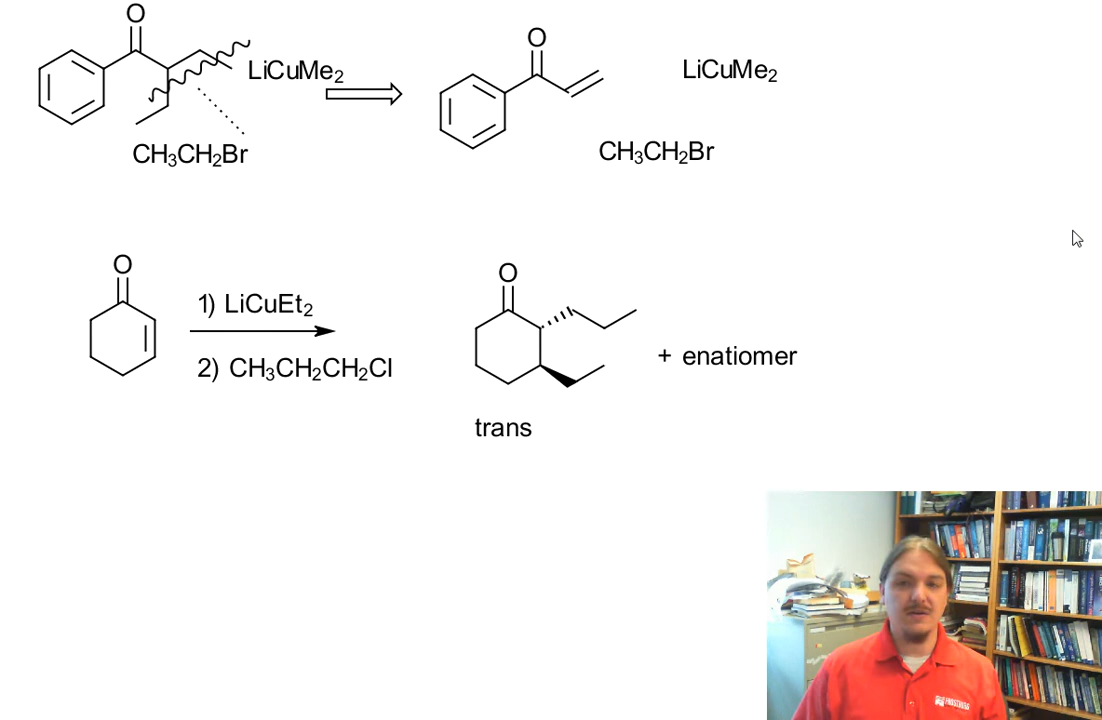 O
O
LiCuMe2
LiCuMe2
CH3CH2Br
CH3CH2Br
O
O
1) LiCuEt2
2) CH3CH2CH2Cl
+ enatiomer
trans